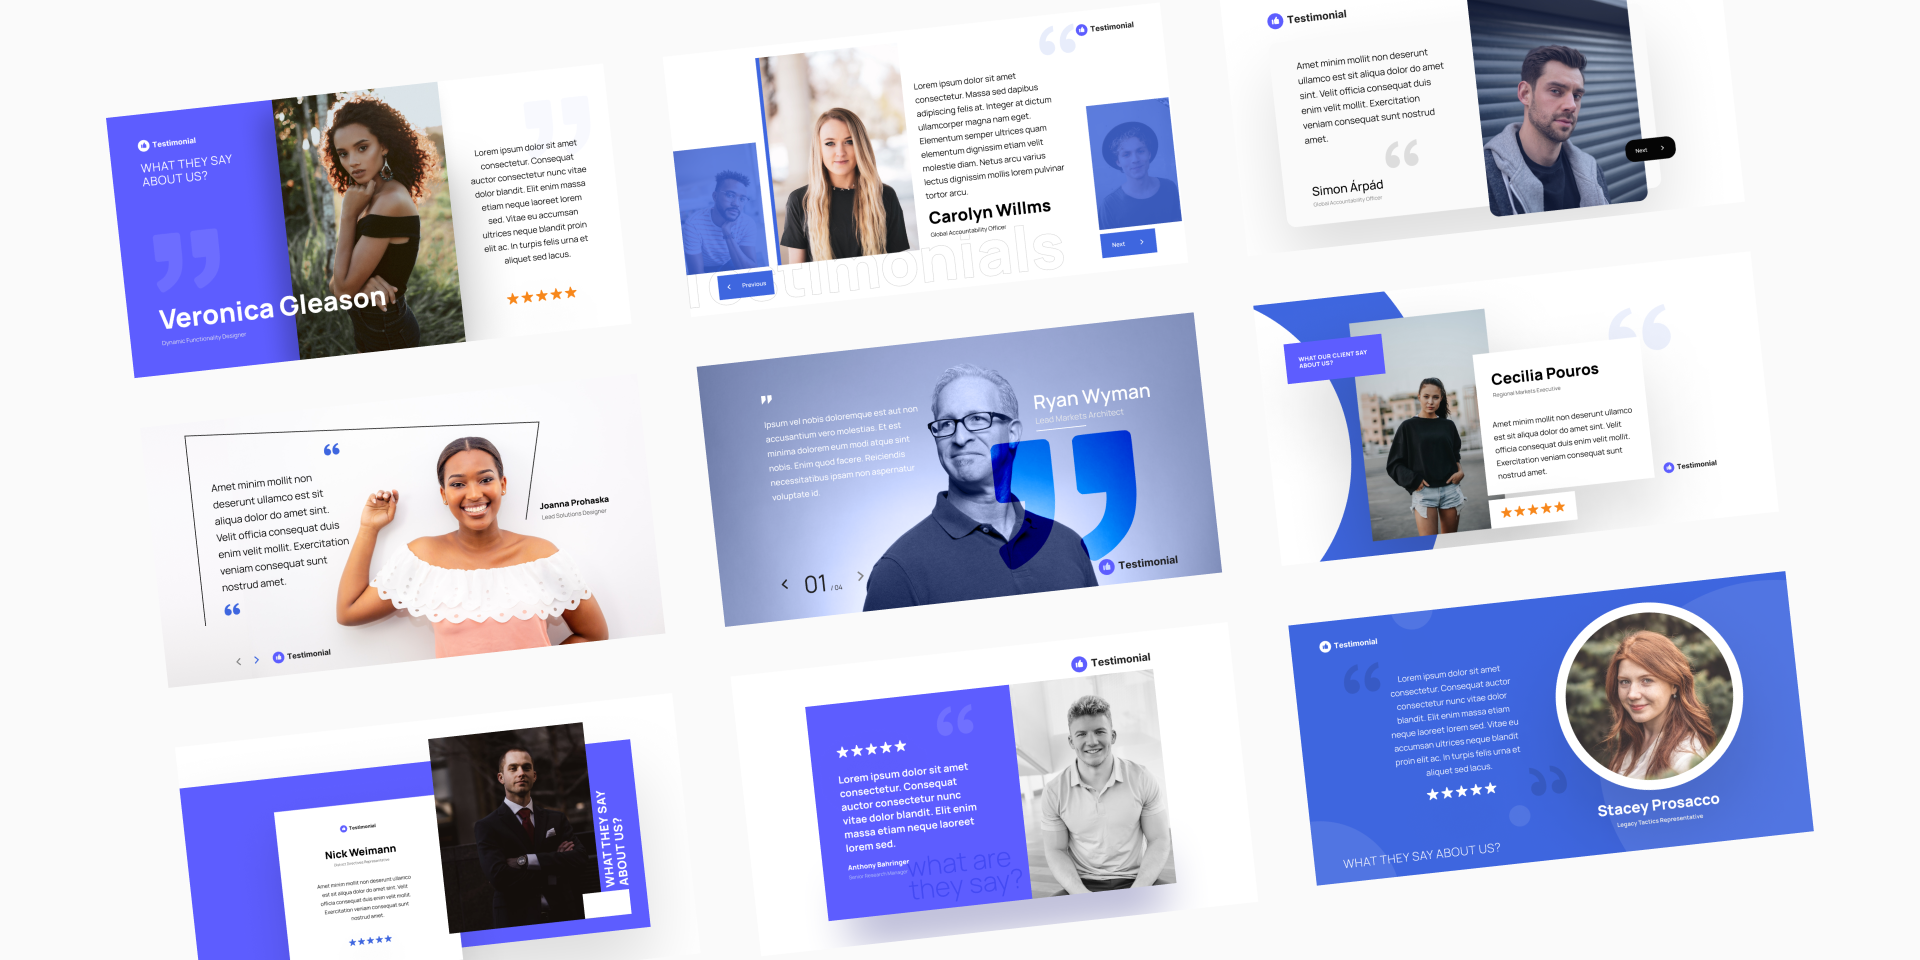 Testimonial
WHAT THEY SAY
ABOUT US?
Veronica Gleason
Dynamic Functionality Designer
Lorem ipsum dolor sit amet
consectetur. Consequat
auctor consectetur nunc vitae
dolor blandit. Elit enim massa
etiam neque laoreet lorem
sed. Vitae eu accumsan
ultrices neque blandit proin
elit ac. In turpis felis urna et
aliquet sed lacus.
Testimonial
Lorem ipsum dolor sit amet
consectetur. Massa sed dapibus
adipiscing felis at. Integer at dictum
ullamcorper magna nam eget.
Elementum semper ultrices quam
elementum dignissim etiam velit
molestie diam. Netus arcu varius
lectus dignissim mollis lorem pulvinar
tortor arcu.
Carolyn Willms
Global Accountability Officer
Testimonials
Previous
Next
Testimonial
Amet minim mollit non deserunt
ullamco est sit aliqua dolor do amet
sint. Velit officia consequat duis
enim velit mollit. Exercitation
veniam consequat sunt nostrud
amet.
Simon Árpád
Global Accountability Officer
Next
Amet minim mollit non
deserunt ullamco est sit
aliqua dolor do amet sint.
Velit officia consequat duis
enim velit mollit. Exercitation
veniam consequat sunt
nostrud amet.
Joanna Prohaska
Lead Solutions Designer
Testimonial
Ipsum vel nobis doloremque est aut non
accusantium vero molestias. Et est
minima dolorem eum modi atque sint
nobis. Enim quod facere. Reiciendis
necessitatibus ipsam non aspernatur
voluptate id.
Ryan Wyman
Lead Markets Architect
01 / 04
Testimonial
WHAT OUR CLIENT SAY
ABOUT US?
Cecilia Pouros
Regional Markets Executive
Amet minim mollit non deserunt ullamco
est sit aliqua dolor do amet sint. Velit
officia consequat duis enim velit mollit.
Exercitation veniam consequat sunt
nostrud amet.
Testimonial
Testimonial
Nick Weimann
Amet minim mollit non deserunt ullamco
est sit aliqua dolor do amet sint. Velit
officia consequat duis enim velit mollit.
Exercitation veniam consequat sunt
nostrud amet.
WHAT THEY SAY
ABOUT US?
Testimonial
Lorem ipsum dolor sit amet
consectetur. Consequat
auctor consectetur nunc
vitae dolor blandit. Elit enim
massa etiam neque laoreet
lorem sed.
Anthony Bahringer
Senior Research Manager
what are
they say?
Testimonial
Lorem ipsum dolor sit amet
consectetur. Consequat auctor
consectetur nunc vitae dolor
blandit. Elit enim massa etiam
neque laoreet lorem sed. Vitae eu
accumsan ultrices neque blandit
proin elit ac. In turpis felis urna et
aliquet sed lacus.
Stacey Prosacco
Legacy Tactics Representative
WHAT THEY SAY ABOUT US?